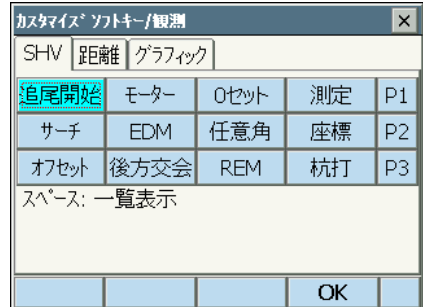 カスタマイズ ソフトキー/観測 ×
SHV 距離 グラフィック
追尾開始 モーター 0セット 測定 P1
サーチ EDM 任意角 座標 P2
オフセット 後方交会 REM 杭打 P3
スペース: 一覧表示
OK